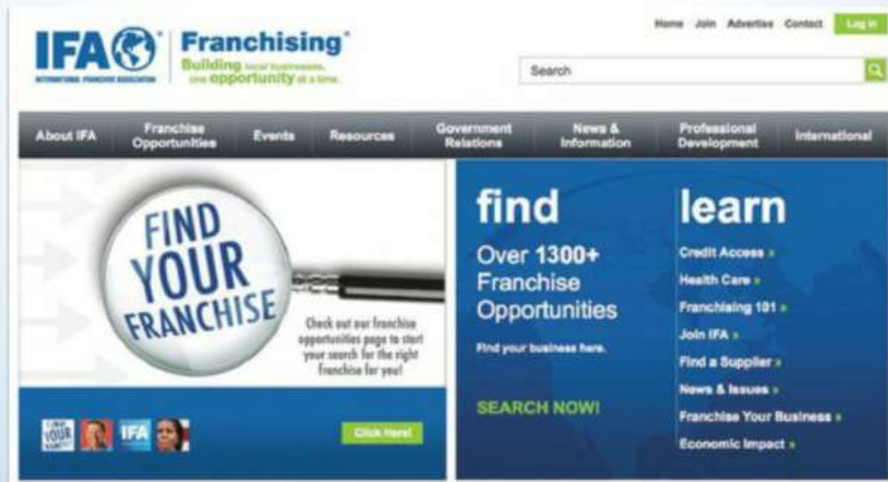 Home Join Advertise Contact Log in
IFA
INTERNATIONAL FRANCHISE ASSOCIATION
Franchising
Building local businesses,
one opportunity at a time.
Search
About IFA
Franchise
Opportunities
Events
Resources
Government
Relations
News &
Information
Professional
Development
International
FIND
YOUR
FRANCHISE
Check out our franchise
opportunities page to start
your search for the right
franchise for you!
FIND
YOUR
FRANCHISE
IFA
Click Here!
find
Over 1300+
Franchise
Opportunities
Find your business here.
SEARCH NOW!
learn
Credit Access »
Health Care »
Franchising 101 »
Join IFA »
Find a Supplier »
News & Issues »
Franchise Your Business »
Economic Impact »